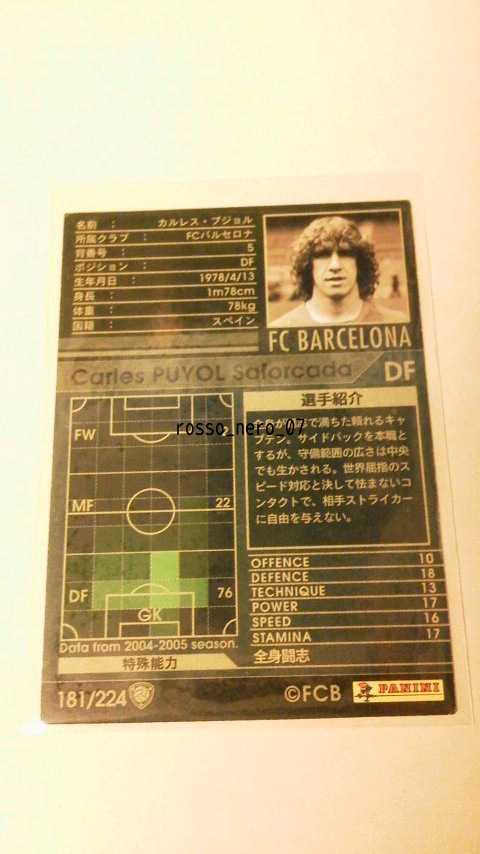 名前 : カルレス・プジョル
所属クラブ : FCバルセロナ
背番号 : 5
ポジション : DF
生年月日 : 1978/4/13
身長 : 1m78cm
体重 : 78kg
国籍 : スペイン
FC BARCELONA
Carles PUYOL Saforcada DF
選手紹介
rosso_nero_07
で満ちた頼れるキャ
プテン。サイドバックを本職と
するが、守備範囲の広さは中央
でも生かされる。世界屈指のス
ピード対応と決して怯まないコ
ンタクトで、相手ストライカー
に自由を与えない。
FW
MF 22
DF 76
GK
Data from 2004-2005 season.
OFFENCE 10
DEFENCE 18
TECHNIQUE 13
POWER 17
SPEED 16
STAMINA 17
特殊能力 全身闘志
181/224
©FCB
PANINI